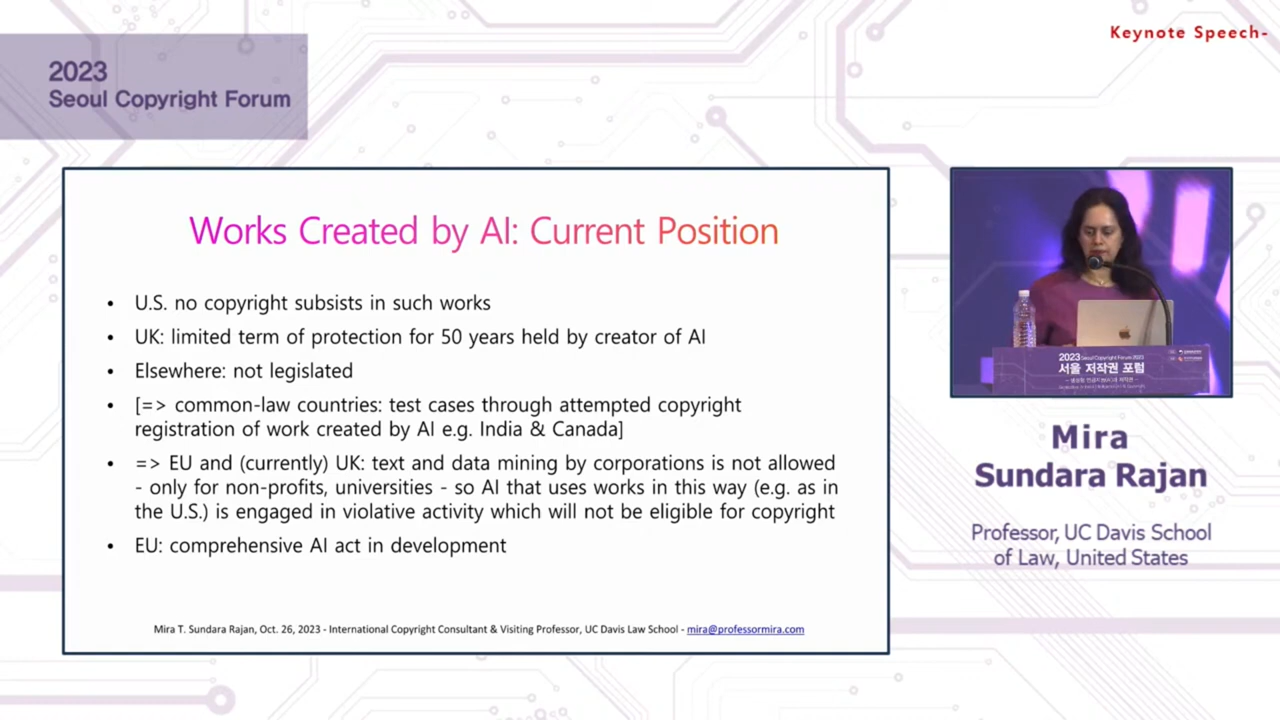 Keynote Speech-
2023
Seoul Copyright Forum
Works Created by AI: Current Position
• U.S. no copyright subsists in such works
• UK: limited term of protection for 50 years held by creator of AI
• Elsewhere: not legislated
• [=> common-law countries: test cases through attempted copyright
registration of work created by AI e.g. India & Canada]
• => EU and (currently) UK: text and data mining by corporations is not allowed
- only for non-profits, universities - so AI that uses works in this way (e.g. as in
the U.S.) is engaged in violative activity which will not be eligible for copyright
• EU: comprehensive AI act in development
Mira T. Sundara Rajan, Oct. 26, 2023 - International Copyright Consultant & Visiting Professor, UC Davis Law School - mira@professormira.com
2023 Seoul Copyright Forum 2023
서울 저작권 포럼
Mira
Sundara Rajan
Professor, UC Davis School
of Law, United States